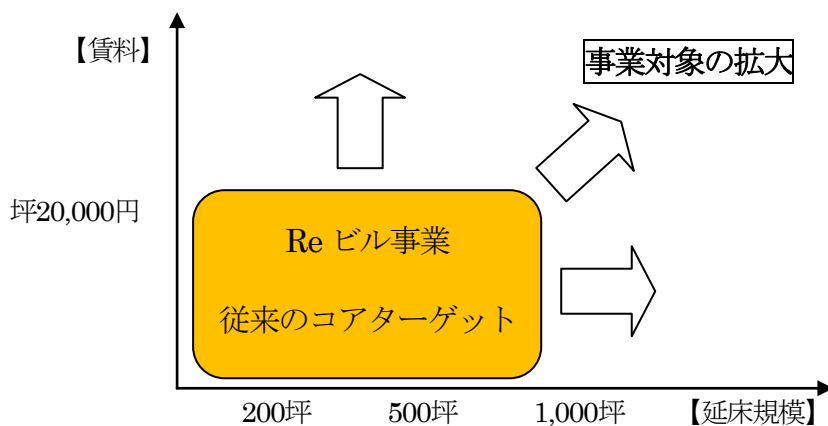 【賃料】
事業対象の拡大
坪20,000円
Re ビル事業
従来のコアターゲット
200坪
500坪
1,000坪
【延床規模】